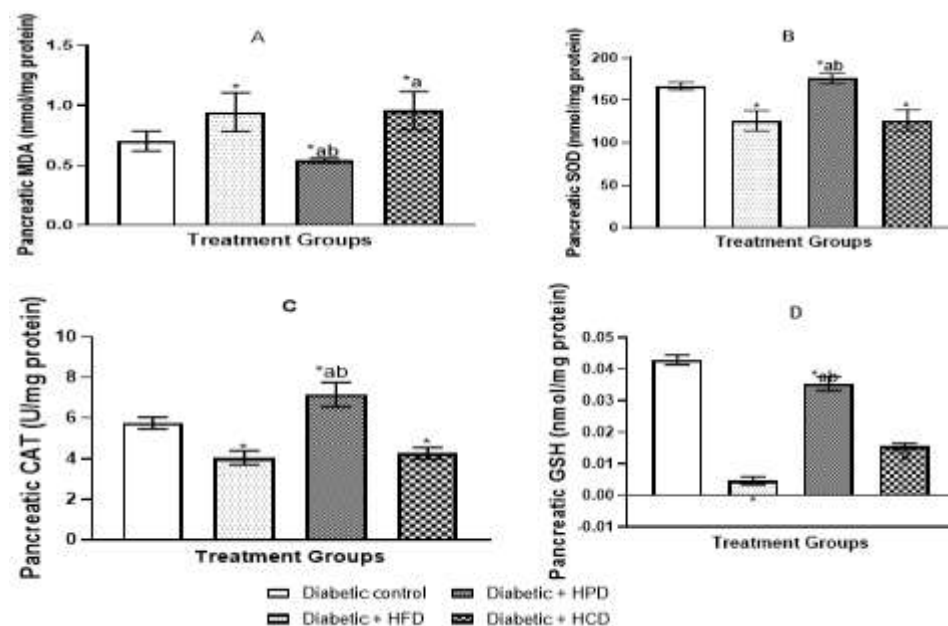 A
Pancreatic MDA (nmol/mg protein)
1.5
1.0
0.5
0.0
*
*ab
*a
Treatment Groups
B
Pancreatic SOD (nmol/mg protein)
200
150
100
50
0
*
*ab
*
Treatment Groups
C
Pancreatic CAT (U/mg protein)
10
8
6
4
2
0
*
*ab
*
Treatment Groups
D
Pancreatic GSH (nmol/mg protein)
0.05
0.04
0.03
0.02
0.01
0.00
-0.01
*
*ab
Treatment Groups
Diabetic control
Diabetic + HPD
Diabetic + HFD
Diabetic + HCD